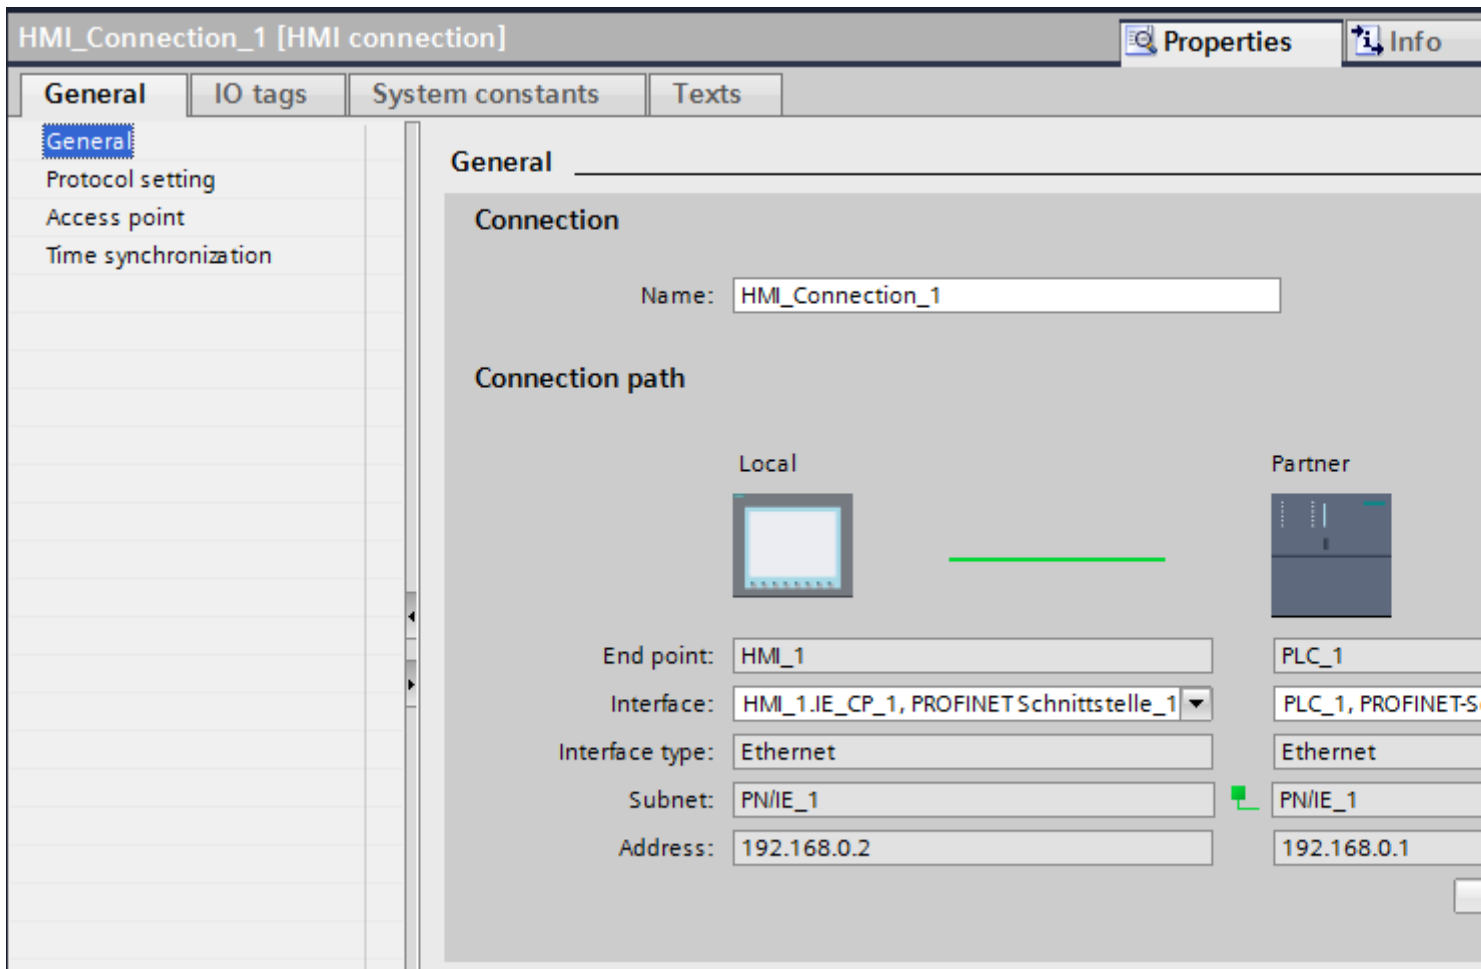 HMI_Connection_1 [HMI connection] Properties Info
General IO tags System constants Texts
General
Protocol setting
Access point
Time synchronization
General
Connection
Name: HMI_Connection_1
Connection path
Local Partner
End point: HMI_1 PLC_1
Interface: HMI_1.IE_CP_1, PROFINET Schnittstelle_1 PLC_1, PROFINET-S
Interface type: Ethernet Ethernet
Subnet: PN/IE_1 PN/IE_1
Address: 192.168.0.2 192.168.0.1